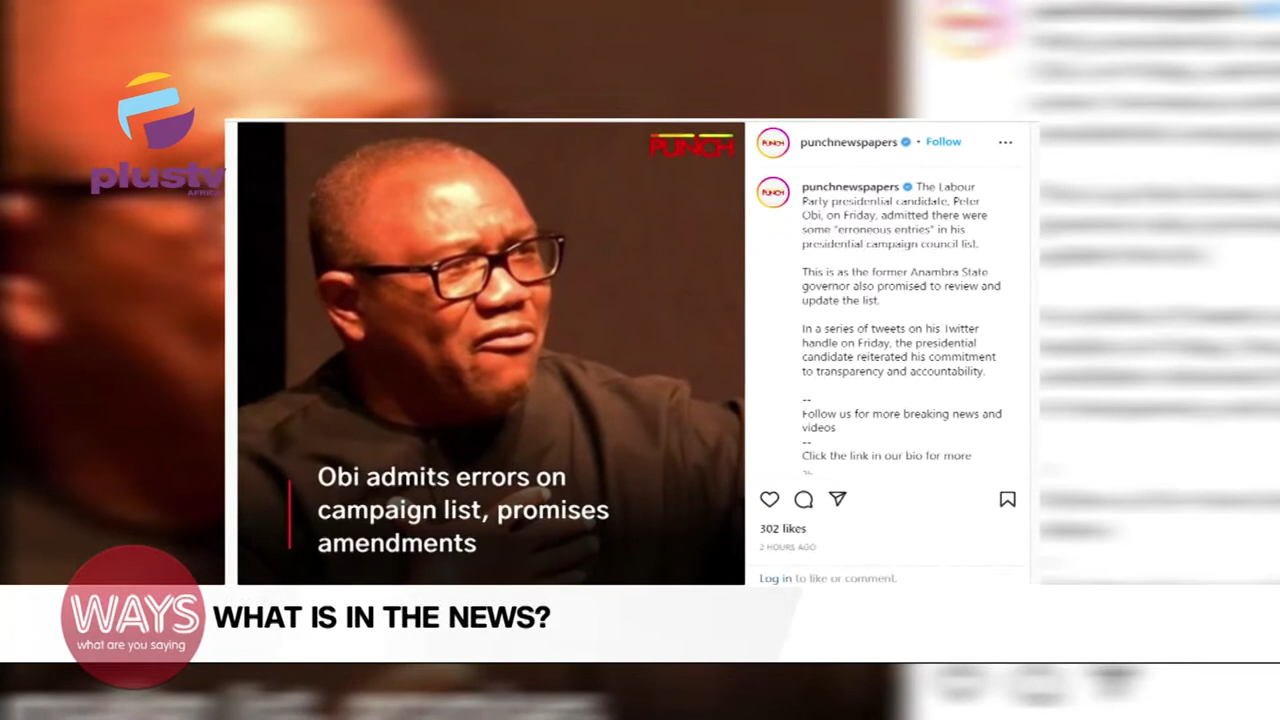 plustv
AFRICA
PUNCH
Obi admits errors on
campaign list, promises
amendments
PUNCH
punchnewspapers • Follow
PUNCH
punchnewspapers The Labour
Party presidential candidate, Peter
Obi, on Friday, admitted there were
some "erroneous entries" in his
presidential campaign council list.
This is as the former Anambra State
governor also promised to review and
update the list.
In a series of tweets on his Twitter
handle on Friday, the presidential
candidate reiterated his commitment
to transparency and accountability.
--
Follow us for more breaking news and
videos
--
Click the link in our bio for more
302 likes
2 HOURS AGO
Log in to like or comment.
WAYS
what are you saying
WHAT IS IN THE NEWS?